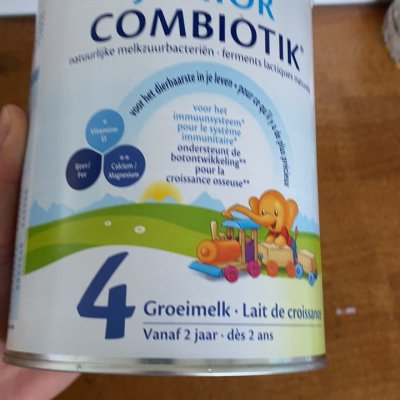 JUNIOR
COMBIOTIK®
natuurlijke melkzuurbacteriën · ferments lactiques naturels
voor het dierbaarste in je leven · pour ce qu'il y a de plus précieux
voor het
immuunsysteem*
pour le système
immunitaire*
ondersteunt de
botontwikkeling**
pour la
croissance osseuse**
*
Vitamine
D
IJzer/
Fer
**
Calcium /
Magnesium
4
Groeimelk · Lait de croissance
Vanaf 2 jaar · dès 2 ans